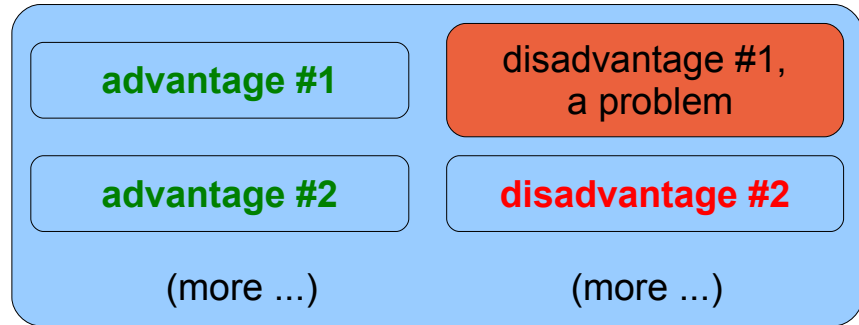 advantage #1
advantage #2
(more ...)
disadvantage #1,
a problem
disadvantage #2
(more ...)